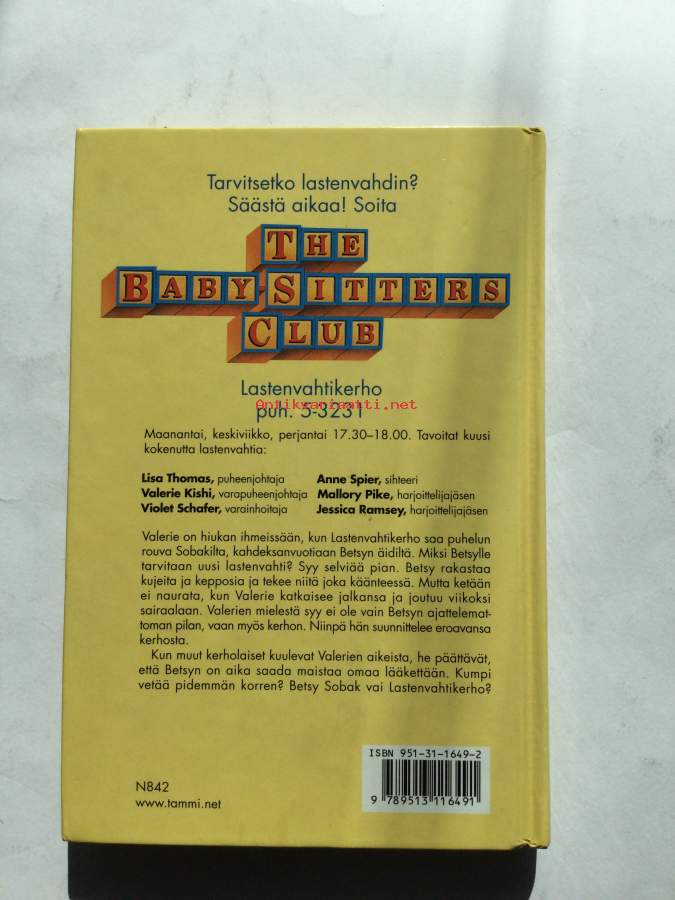 Tarvitsetko lastenvahdin?
Säästä aikaa! Soita
THE
BABY-SITTERS
CLUB
Lastenvahtikerho
Antikvariantti.net
puh. 5-3231
Maanantai, keskiviikko, perjantai 17.30–18.00. Tavoitat kuusi
kokenutta lastenvahtia:
Lisa Thomas, puheenjohtaja Anne Spier, sihteeri
Valerie Kishi, varapuheenjohtaja Mallory Pike, harjoittelijajäsen
Violet Schafer, varainhoitaja Jessica Ramsey, harjoittelijajäsen
Valerie on hiukan ihmeissään, kun Lastenvahtikerho saa puhelun
rouva Sobakilta, kahdeksanvuotiaan Betsyn äidiltä. Miksi Betsylle
tarvitaan uusi lastenvahti? Syy selviää pian. Betsy rakastaa
kujeita ja kepposia ja tekee niitä joka käänteessä. Mutta ketään
ei naurata, kun Valerie katkaisee jalkansa ja joutuu viikoksi
sairaalaan. Valerien mielestä syy ei ole vain Betsyn ajattelemat-
toman pilan, vaan myös kerhon. Niinpä hän suunnittelee eroavansa
kerhosta.
Kun muut kerholaiset kuulevat Valerien aikeista, he päättävät,
että Betsyn on aika saada maistaa omaa lääkettään. Kumpi
vetää pidemmän korren? Betsy Sobak vai Lastenvahtikerho?
ISBN 951-31-1649-2
N842
www.tammi.net
9 789513 116491